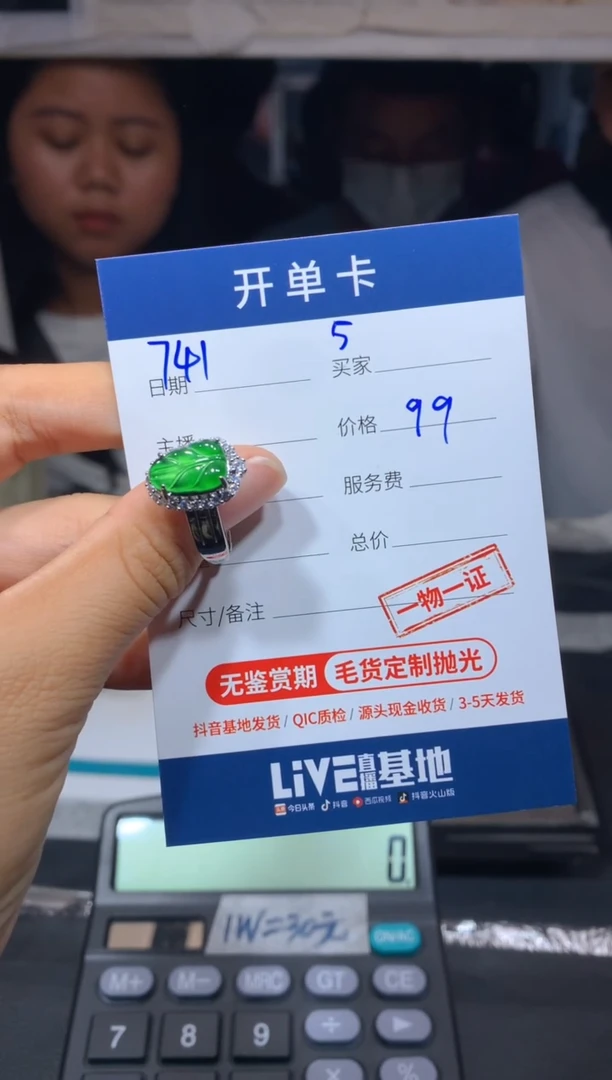 开单卡
741 5
日期 买家
主播 价格 99
服务费
总价
尺寸/备注 一物一证
无鉴赏期 毛货定制抛光
抖音基地发货 / QIC质检 / 源头现金收货 / 3-5天发货
LiVE直播基地
今日头条 抖音 西瓜视频 抖音火山版
0
1W=30元
ON/AC
M+ M- MRC GT CE
7 8 9 ÷ ▶
× %